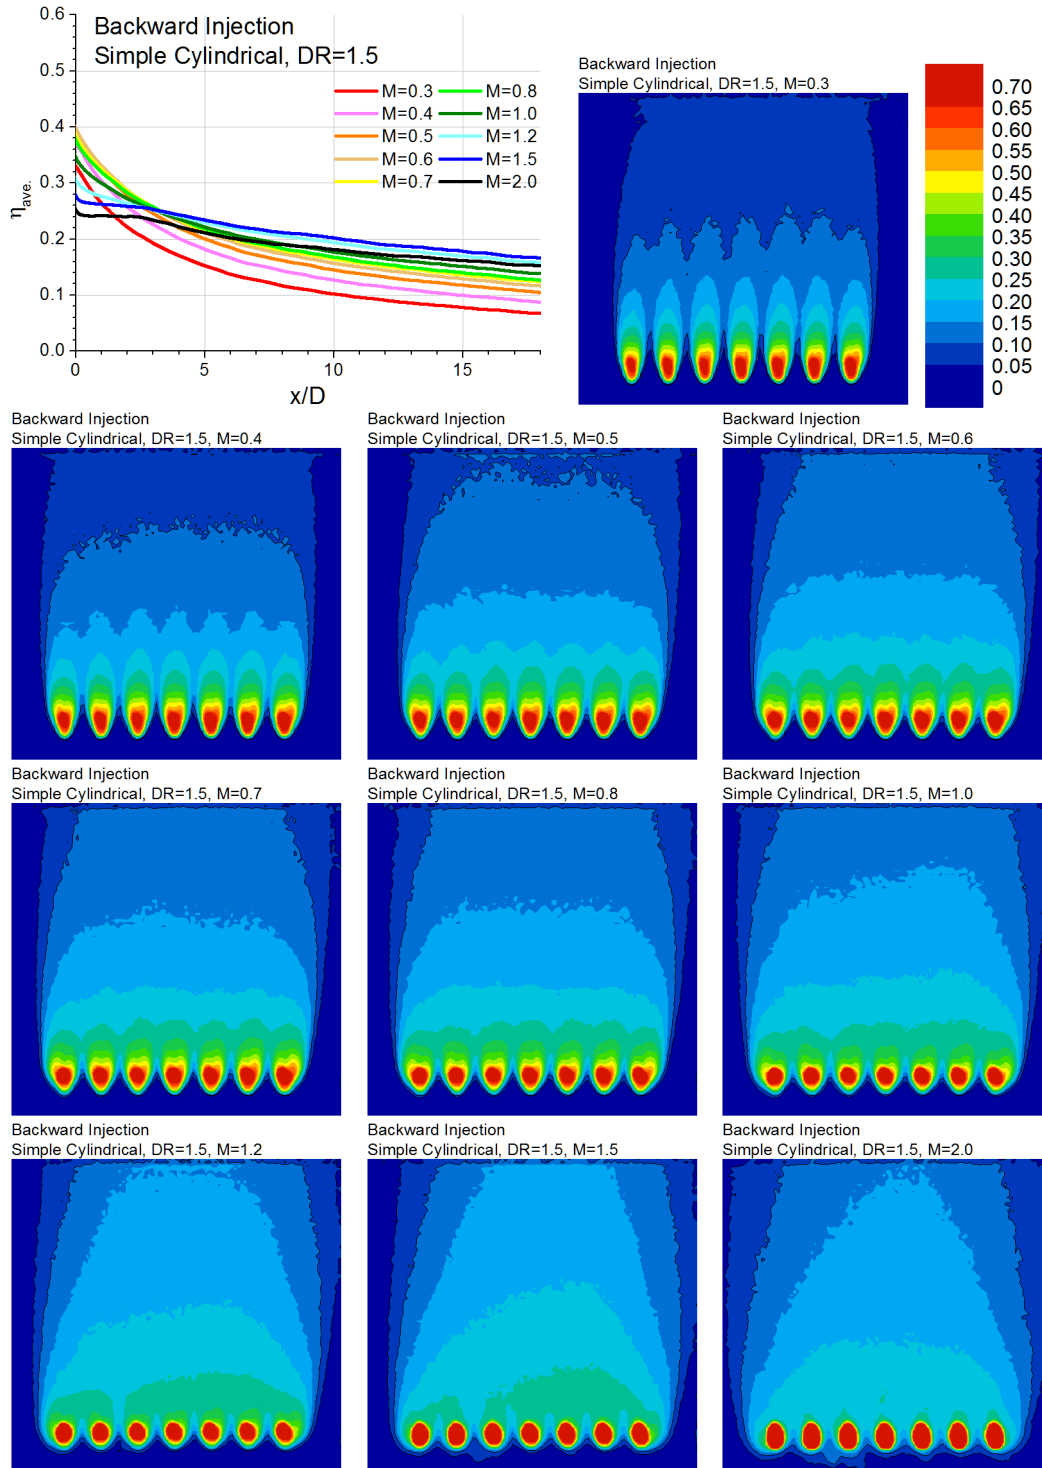 Backward Injection
Simple Cylindrical, DR=1.5
0.6
0.5
0.4
0.3
0.2
0.1
0.0
ηave.
M=0.3
M=0.4
M=0.5
M=0.6
M=0.7
M=0.8
M=1.0
M=1.2
M=1.5
M=2.0
0
5
10
15
x/D
Backward Injection
Simple Cylindrical, DR=1.5, M=0.3
0.70
0.65
0.60
0.55
0.50
0.45
0.40
0.35
0.30
0.25
0.20
0.15
0.10
0.05
0
Backward Injection
Simple Cylindrical, DR=1.5, M=0.4
Backward Injection
Simple Cylindrical, DR=1.5, M=0.5
Backward Injection
Simple Cylindrical, DR=1.5, M=0.6
Backward Injection
Simple Cylindrical, DR=1.5, M=0.7
Backward Injection
Simple Cylindrical, DR=1.5, M=0.8
Backward Injection
Simple Cylindrical, DR=1.5, M=1.0
Backward Injection
Simple Cylindrical, DR=1.5, M=1.2
Backward Injection
Simple Cylindrical, DR=1.5, M=1.5
Backward Injection
Simple Cylindrical, DR=1.5, M=2.0